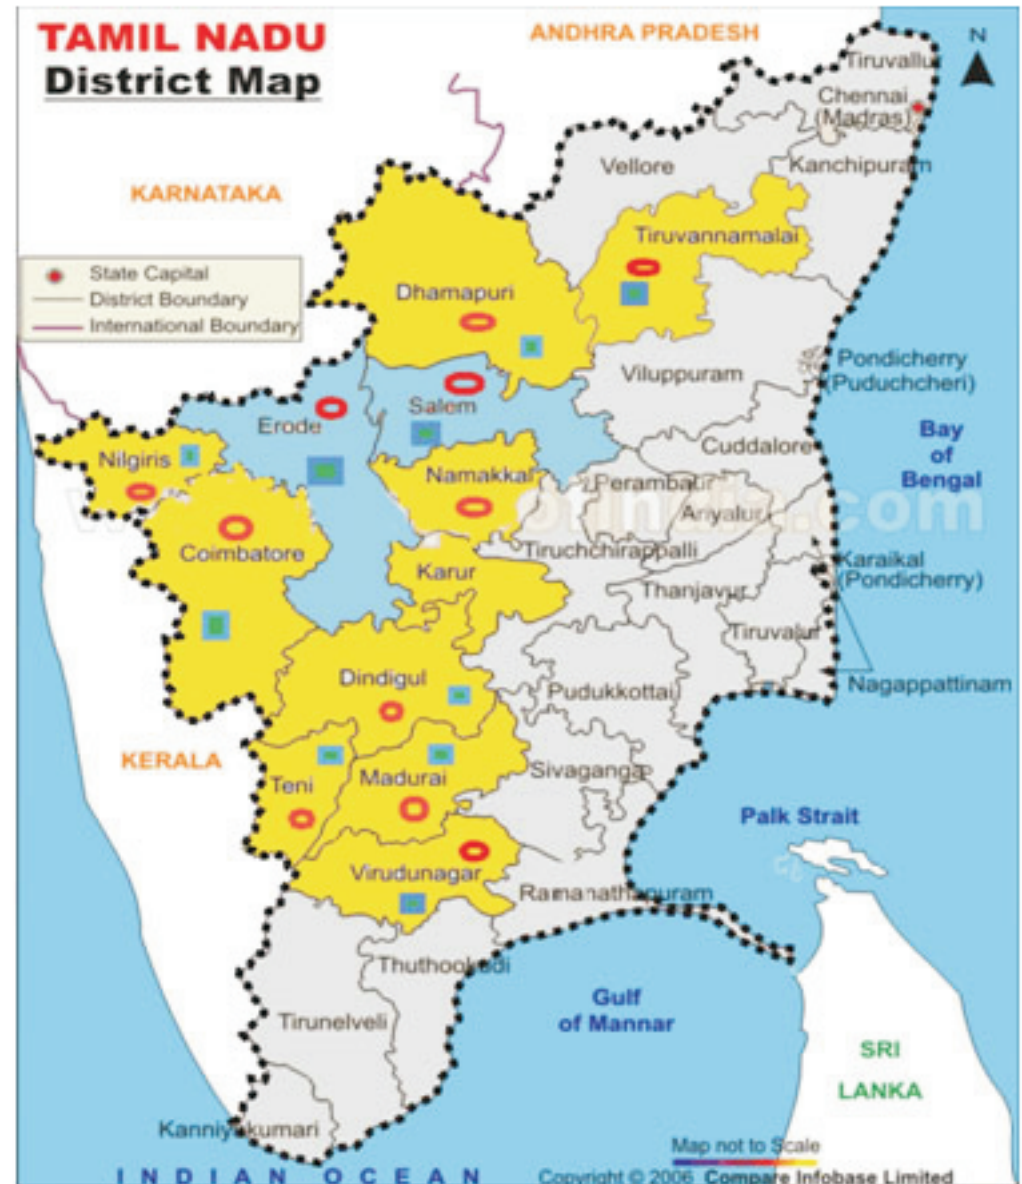 TAMIL NADU
District Map
ANDHRA PRADESH
N
Tiruvallur
Chennai
(Madras)
Vellore
Kanchipuram
KARNATAKA
Tiruvannamalai
State Capital
District Boundary
International Boundary
Dhamapuri
Pondicherry
(Puduchcheri)
Viluppuram
Salem
Erode
Cuddalore
Bay
of
Bengal
Nilgiris
Namakkal
Perambalur
Ariyalur
Coimbatore
Tiruchchirappalli
Karur
Karaikal
(Pondicherry)
Thanjavur
Tiruvalur
Dindigul
Pudukkottai
Nagappattinam
KERALA
Teni
Madurai
Sivaganga
Palk Strait
Virudunagar
Ramanathapuram
Thuthookudi
Gulf
of Mannar
Tirunelveli
SRI
LANKA
Kanniyakumari
Map not to Scale
INDIAN OCEAN
Copyright © 2006 Compare Infobase Limited